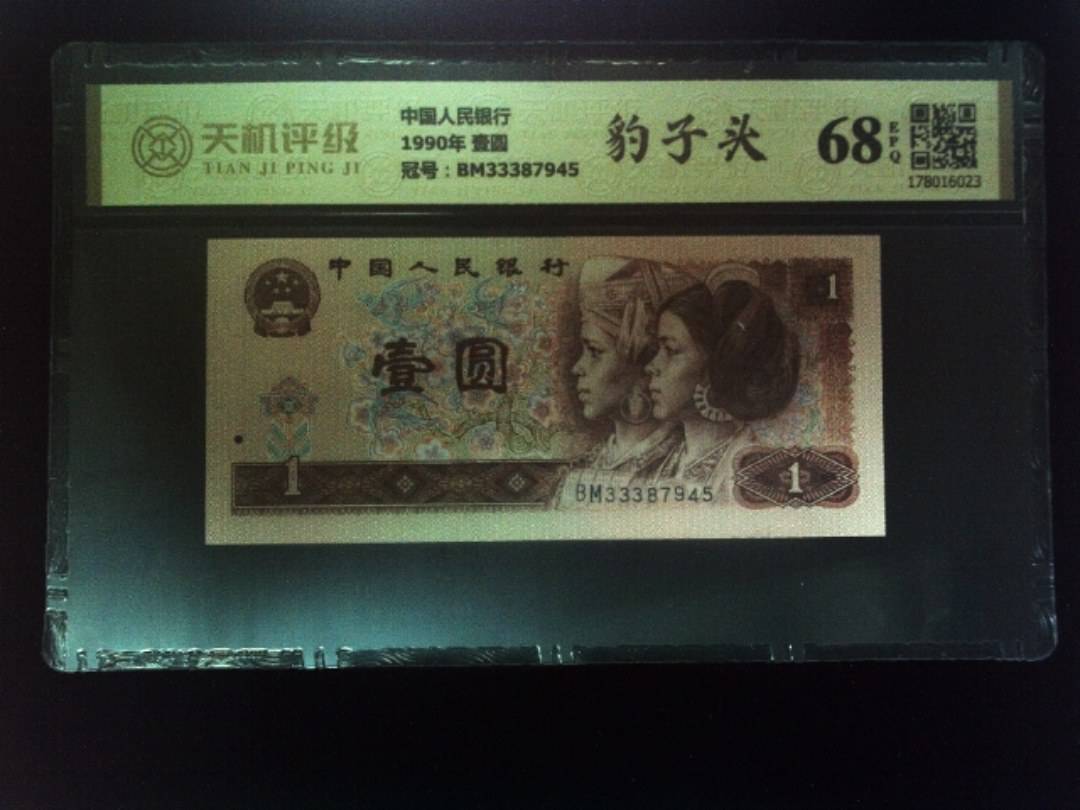 天机评级
TIAN JI PING JI
中国人民银行
1990年 壹圆
冠号：BM33387945
豹子头
68
EPQ
178016023
中国人民银行
1
壹圆
1
BM33387945
1